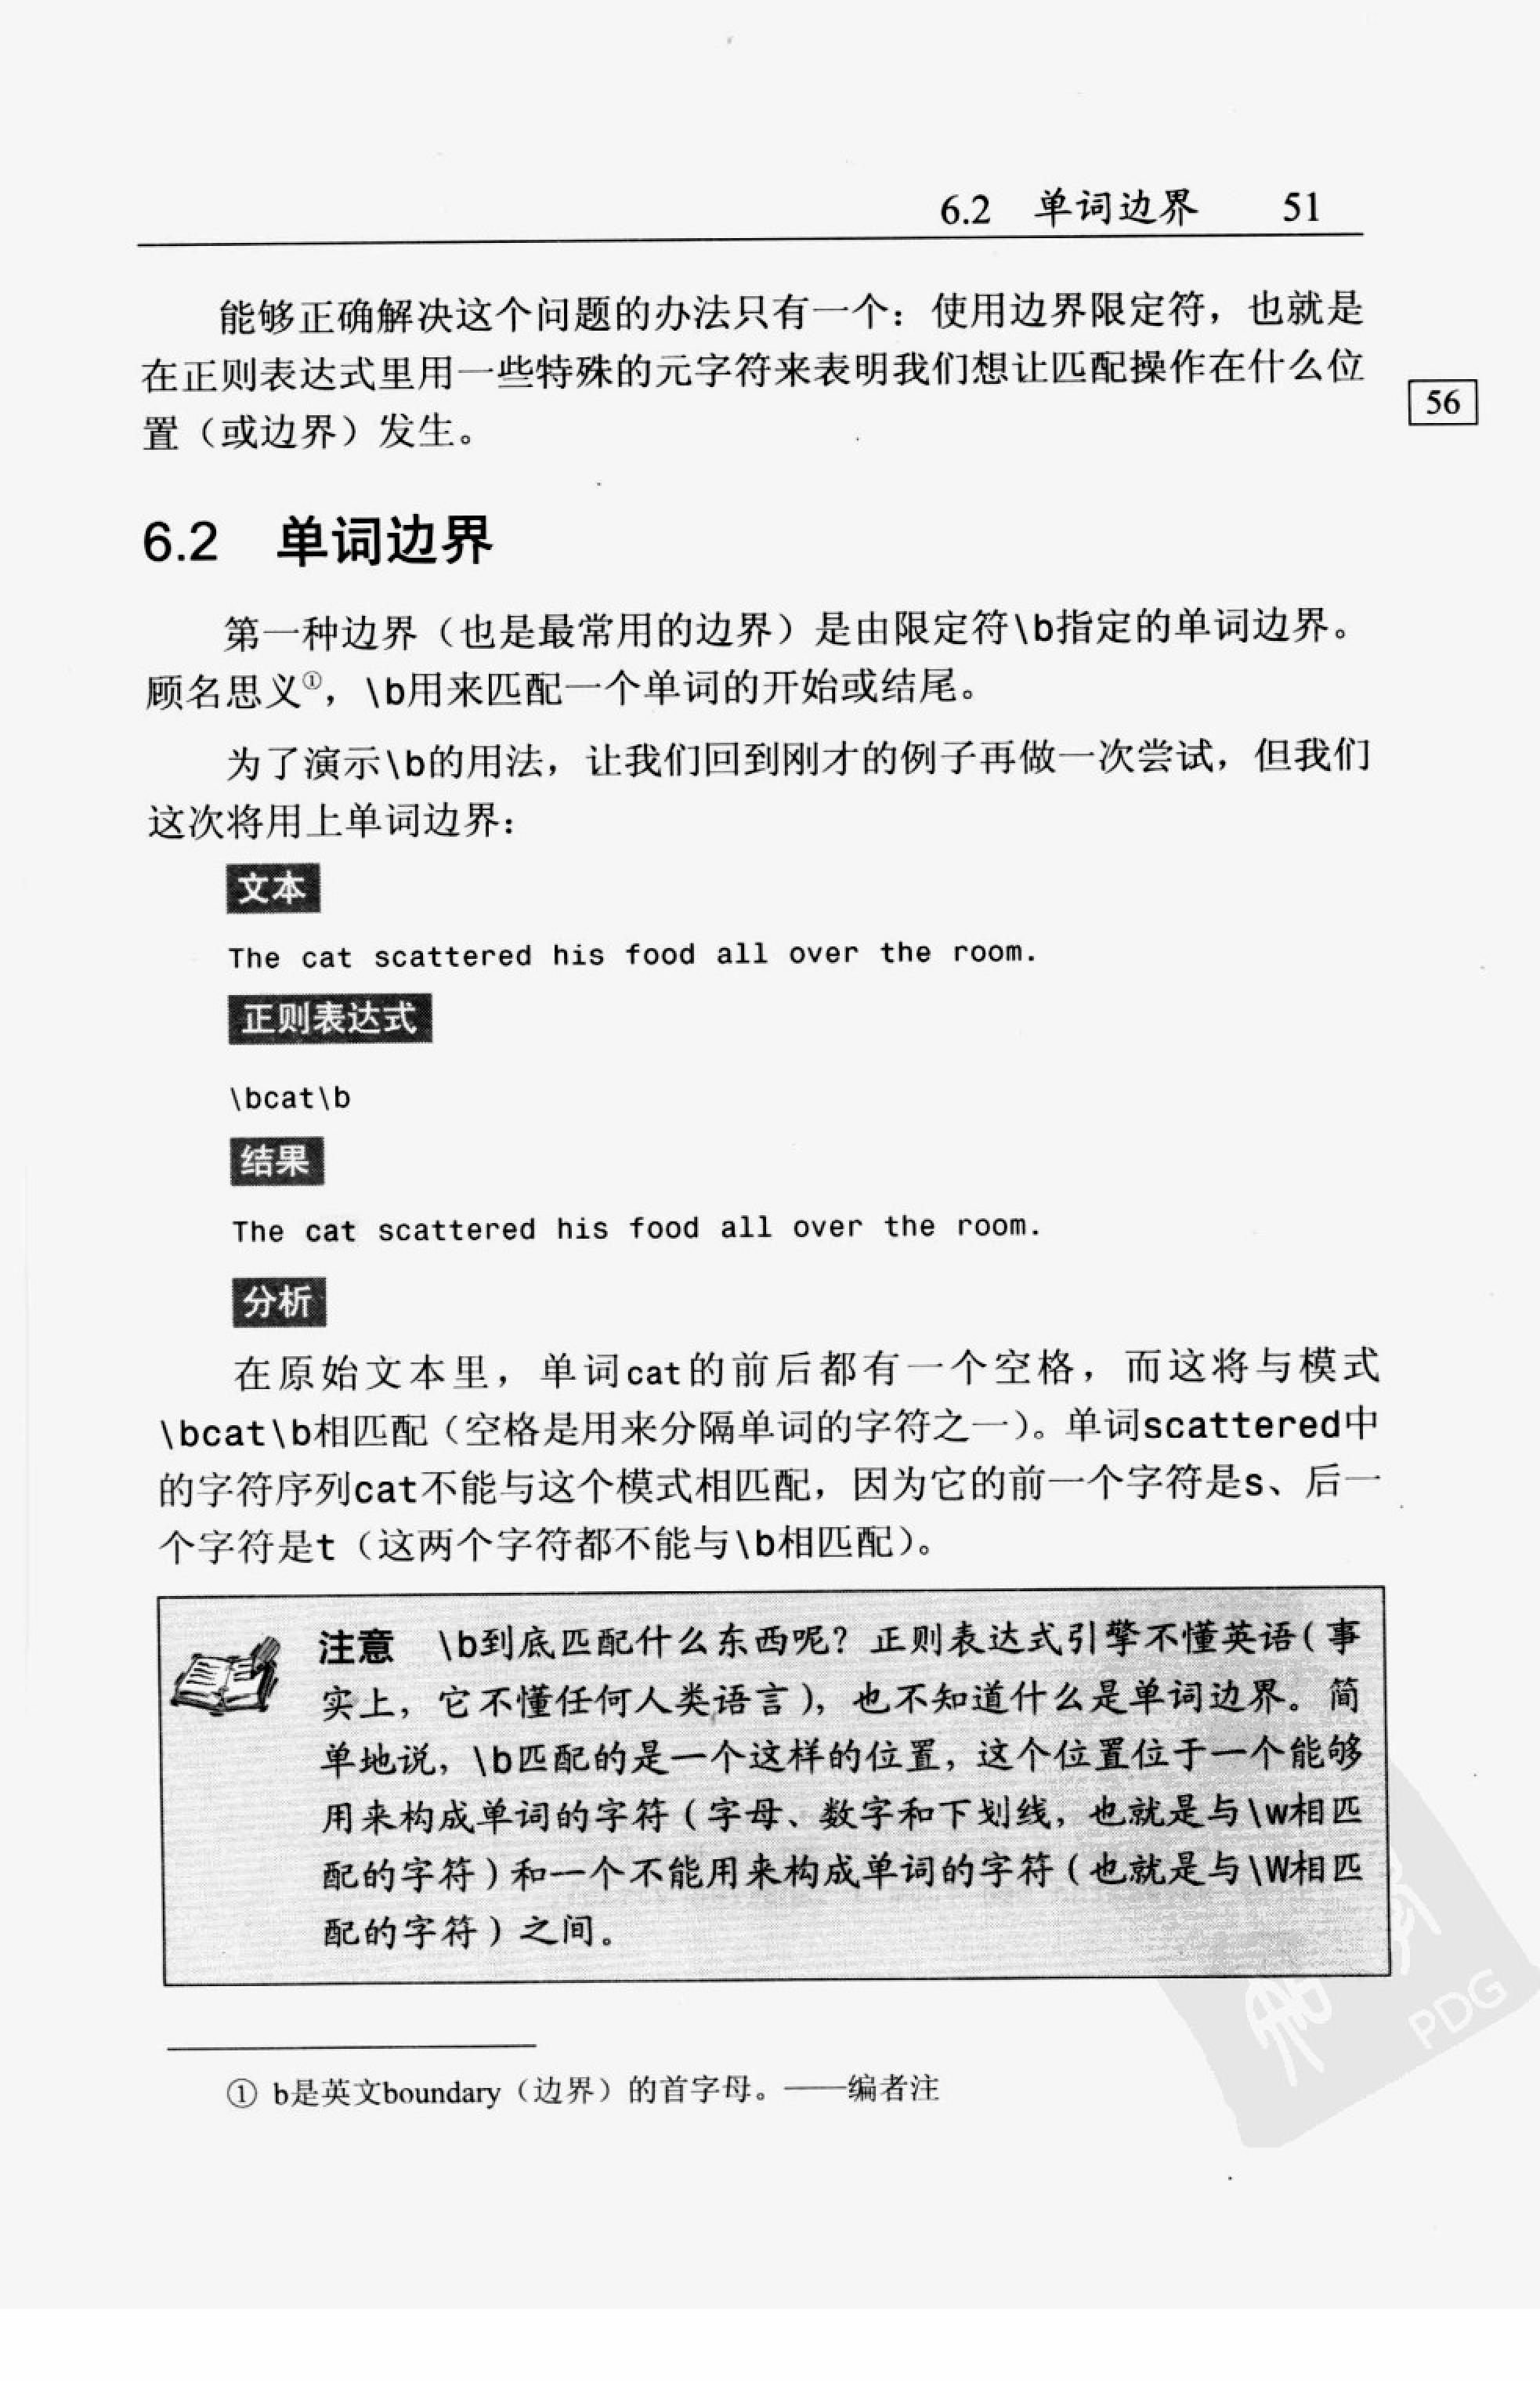 6.2 单词边界 51
能够正确解决这个问题的办法只有一个：使用边界限定符，也就是
在正则表达式里用一些特殊的元字符来表明我们想让匹配操作在什么位
置（或边界）发生。
56
6.2 单词边界
第一种边界（也是最常用的边界）是由限定符\b指定的单词边界。
顾名思义①，\b用来匹配一个单词的开始或结尾。
为了演示\b的用法，让我们回到刚才的例子再做一次尝试，但我们
这次将用上单词边界：
文本
The cat scattered his food all over the room.
正则表达式
\bcat\b
结果
The cat scattered his food all over the room.
分析
在原始文本里，单词cat的前后都有一个空格，而这将与模式
\bcat\b相匹配（空格是用来分隔单词的字符之一）。单词scattered中
的字符序列cat不能与这个模式相匹配，因为它的前一个字符是s、后一
个字符是t（这两个字符都不能与\b相匹配）。
注意 \b到底匹配什么东西呢？正则表达式引擎不懂英语（事
实上，它不懂任何人类语言），也不知道什么是单词边界。简
单地说，\b匹配的是一个这样的位置，这个位置位于一个能够
用来构成单词的字符（字母、数字和下划线，也就是与\w相匹
配的字符）和一个不能用来构成单词的字符（也就是与\W相匹
配的字符）之间。
PDG
① b是英文boundary（边界）的首字母。——编者注